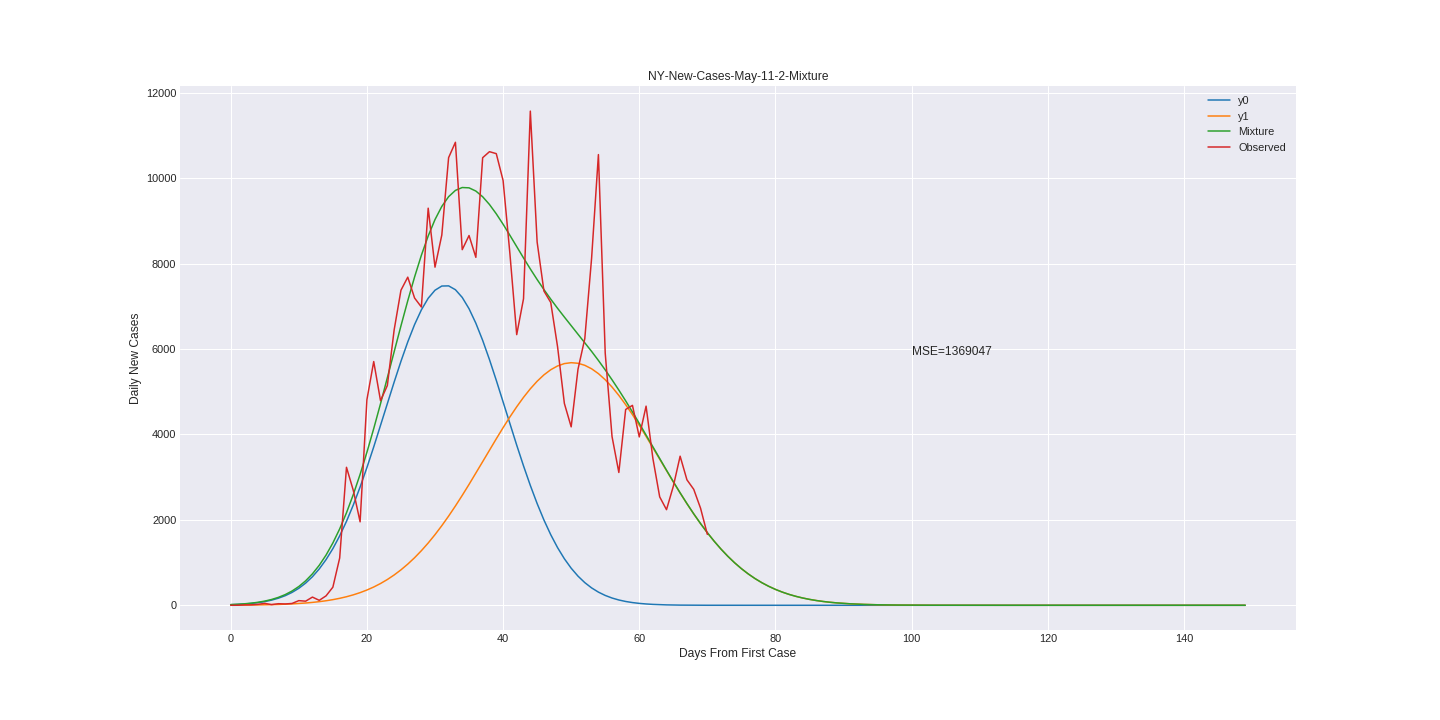 NY-New-Cases-May-11-2-Mixture
12000
10000
8000
6000
4000
2000
0
Daily New Cases
y0
y1
Mixture
Observed
MSE=1369047
0 20 40 60 80 100 120 140
Days From First Case